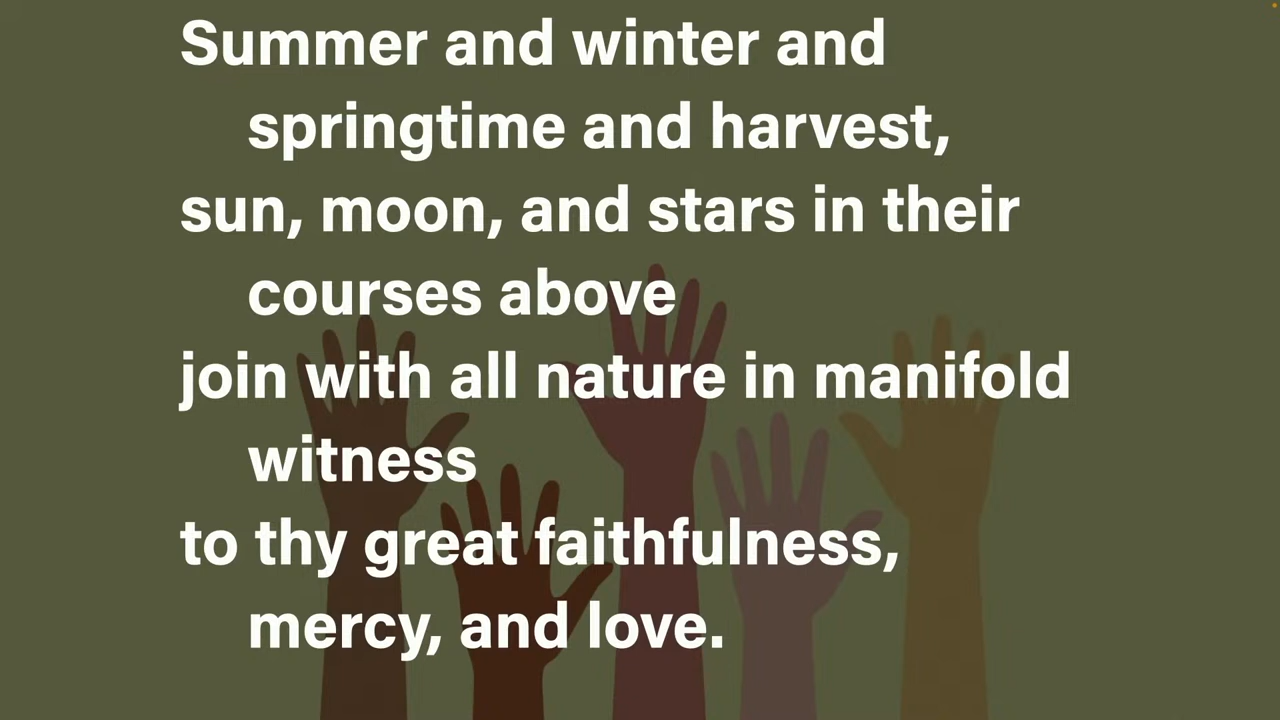 Summer and winter and
springtime and harvest,
sun, moon, and stars in their
courses above
join with all nature in manifold
witness
to thy great faithfulness,
mercy, and love.